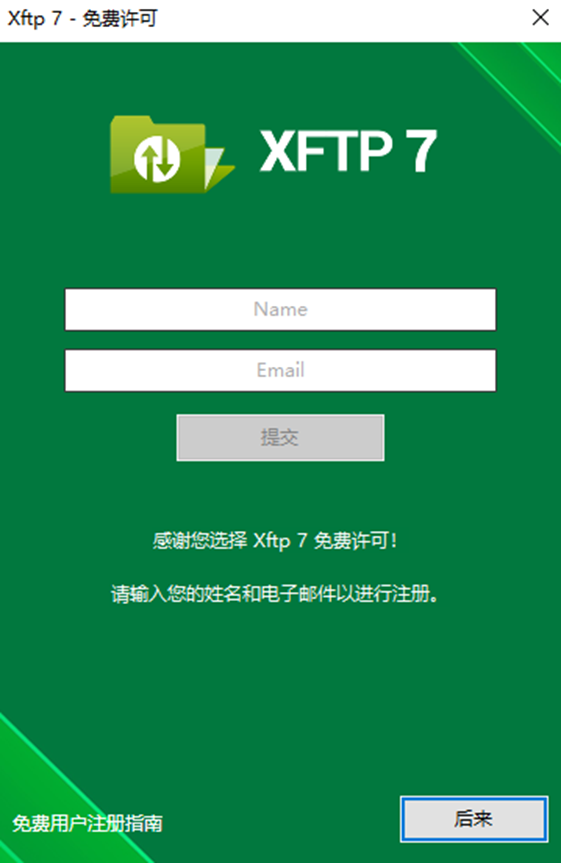 Xftp 7 - 免费许可
XFTP 7
Name
Email
提交
感谢您选择 Xftp 7 免费许可!
请输入您的姓名和电子邮件以进行注册。
免费用户注册指南
后来